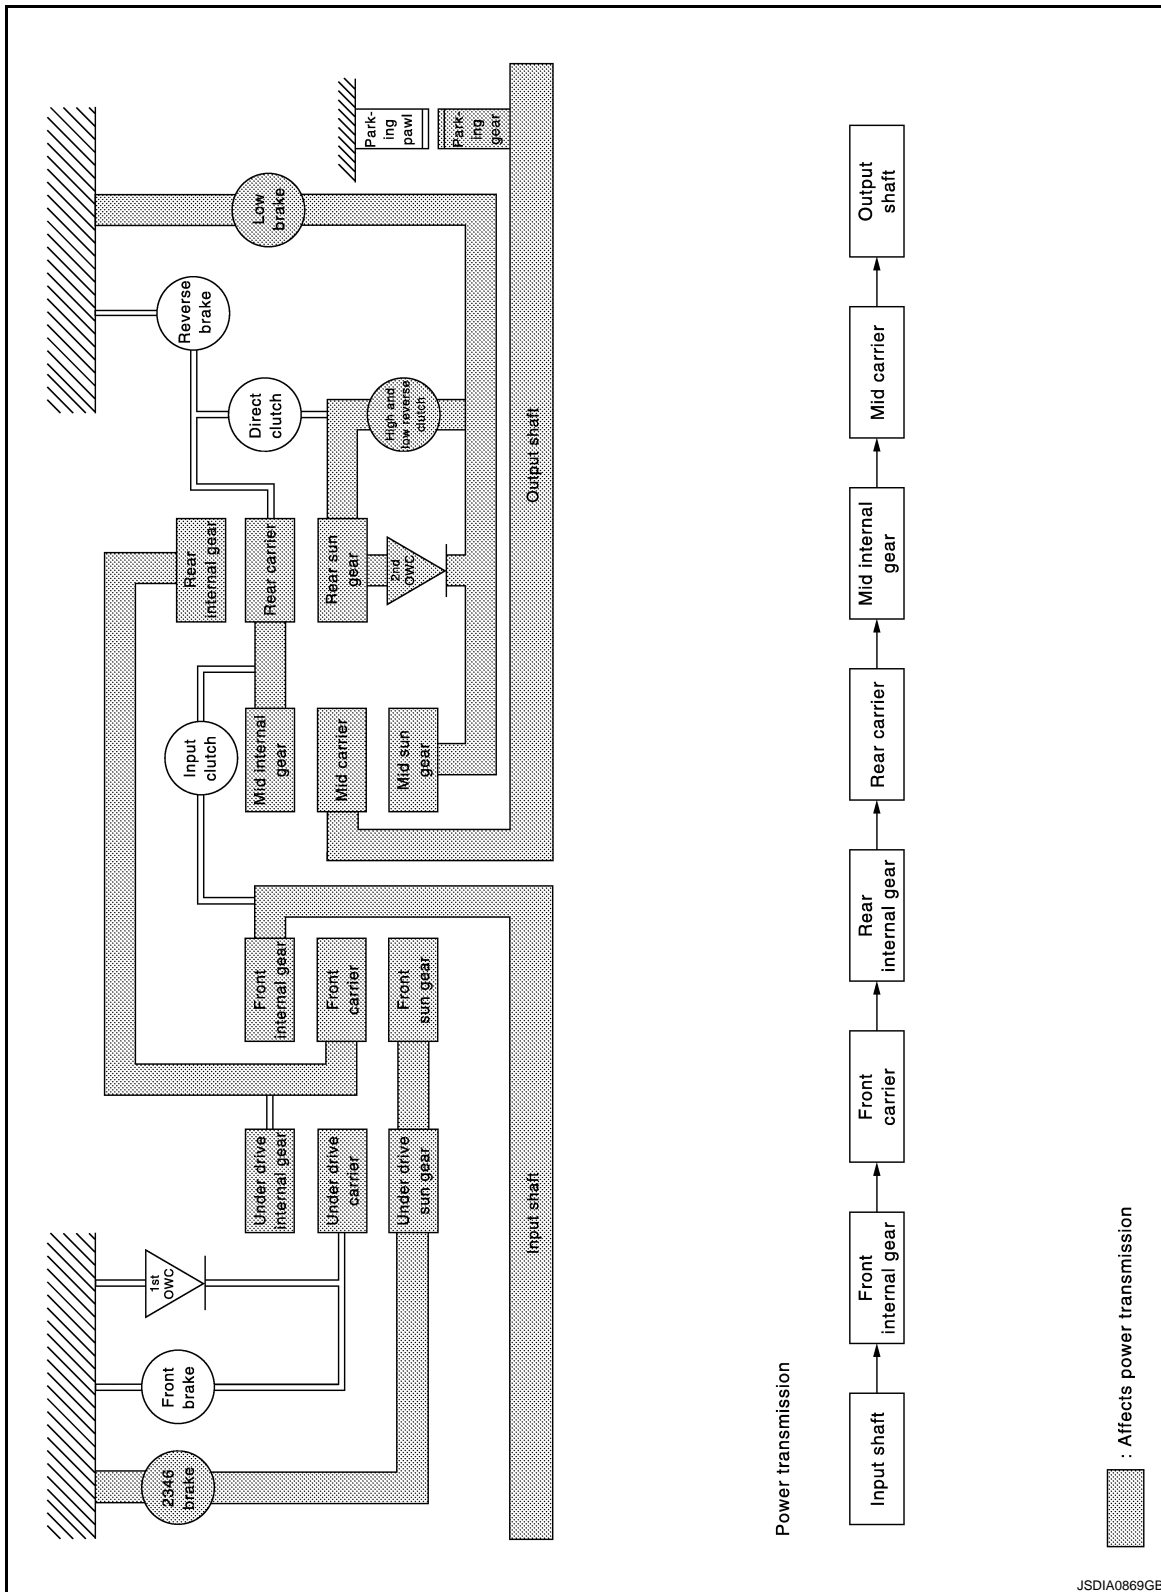 2346
brake
Front
brake
1st
OWC
Under drive
internal gear
Under drive
carrier
Under drive
sun gear
Front
internal gear
Front
carrier
Front
sun gear
Input
clutch
Mid internal
gear
Mid carrier
Mid sun
gear
Rear
internal gear
Rear carrier
Rear sun
gear
2nd
OWC
Direct
clutch
Reverse
brake
High and
low reverse
clutch
Low
brake
Park-
ing
pawl
Park-
ing
gear
Input shaft
Output shaft
Power transmission
Input shaft
Front
internal gear
Front
carrier
Rear
internal gear
Rear carrier
Mid internal
gear
Mid carrier
Output
shaft
: Affects power transmission
JSDIA0869GB